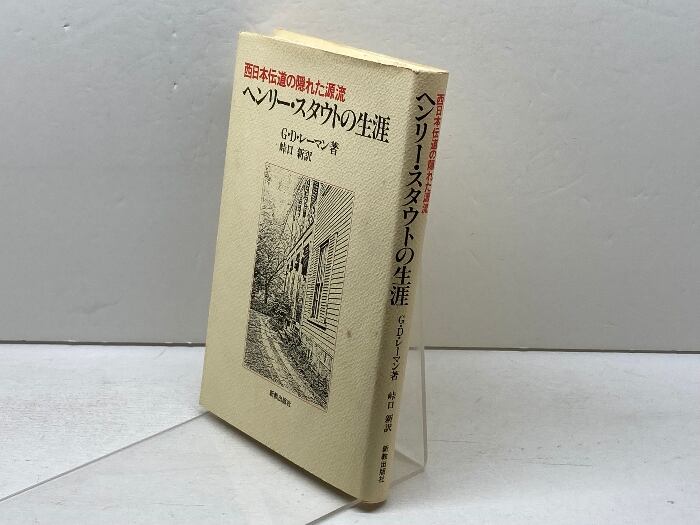 西日本伝道の隠れた源流
ヘンリー・スタウトの生涯
G・D・レーマン著
峠口 新訳
新教出版社
西日本伝道の隠れた源流
ヘンリー・スタウトの生涯
G・D・レーマン著
峠口 新訳
新教出版社